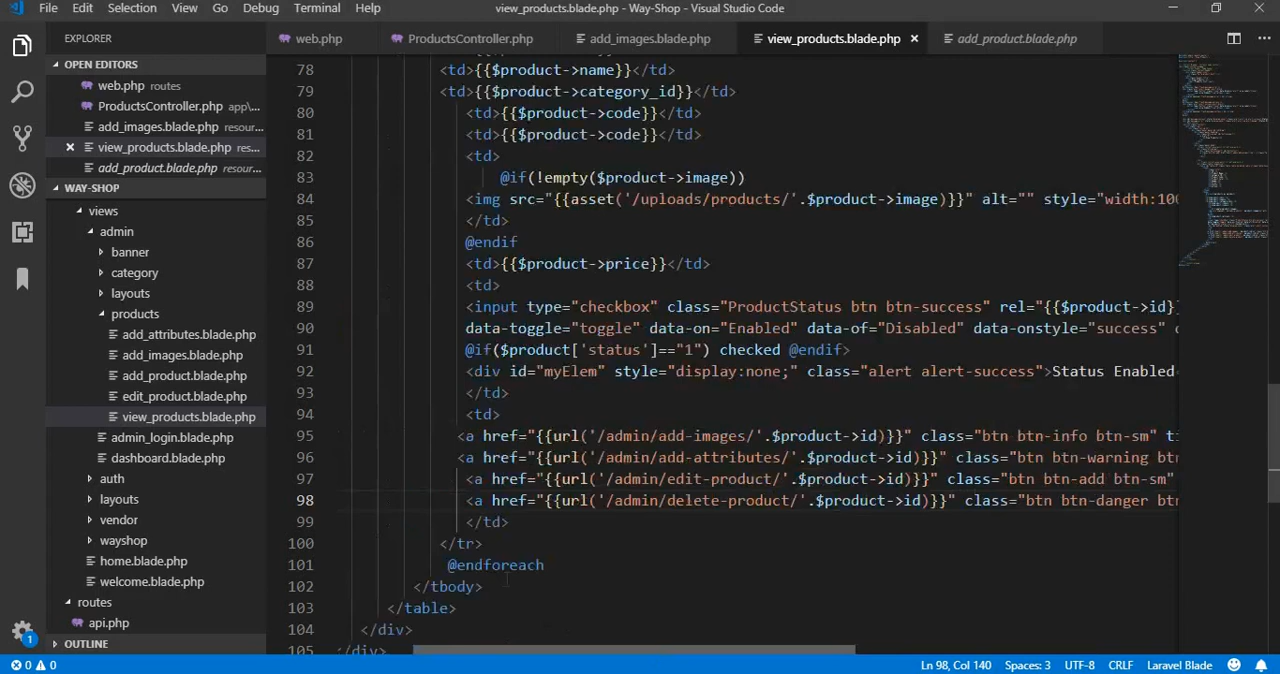 File Edit Selection View Go Debug Terminal Help view_products.blade.php - Way-Shop - Visual Studio Code
EXPLORER
web.php ProductsController.php add_images.blade.php view_products.blade.php add_product.blade.php
OPEN EDITORS
web.php routes
ProductsController.php app\...
add_images.blade.php resour...
view_products.blade.php res...
add_product.blade.php resour...
WAY-SHOP
views
admin
banner
category
layouts
products
add_attributes.blade.php
add_images.blade.php
add_product.blade.php
edit_product.blade.php
view_products.blade.php
admin_login.blade.php
dashboard.blade.php
auth
layouts
vendor
wayshop
home.blade.php
welcome.blade.php
routes
api.php
OUTLINE
78 <td>{{$product->name}}</td>
79 <td>{{$product->category_id}}</td>
80 <td>{{$product->code}}</td>
81 <td>{{$product->code}}</td>
82 <td>
83 @if(!empty($product->image))
84 <img src="{{asset('/uploads/products/'.$product->image)}}" alt="" style="width:100
85 </td>
86 @endif
87 <td>{{$product->price}}</td>
88 <td>
89 <input type="checkbox" class="ProductStatus btn btn-success" rel="{{$product->id}
90 data-toggle="toggle" data-on="Enabled" data-of="Disabled" data-onstyle="success"
91 @if($product['status']=="1") checked @endif>
92 <div id="myElem" style="display:none;" class="alert alert-success">Status Enabled
93 </td>
94 <td>
95 <a href="{{url('/admin/add-images/'.$product->id)}}" class="btn btn-info btn-sm" ti
96 <a href="{{url('/admin/add-attributes/'.$product->id)}}" class="btn btn-warning bt
97 <a href="{{url('/admin/edit-product/'.$product->id)}}" class="btn btn-add btn-sm"
98 <a href="{{url('/admin/delete-product/'.$product->id)}}" class="btn btn-danger bt
99 </td>
100 </tr>
101 @endforeach
102 </tbody>
103 </table>
104 </div>
105 </div>
1
0 0 Ln 98, Col 140 Spaces: 3 UTF-8 CRLF Laravel Blade